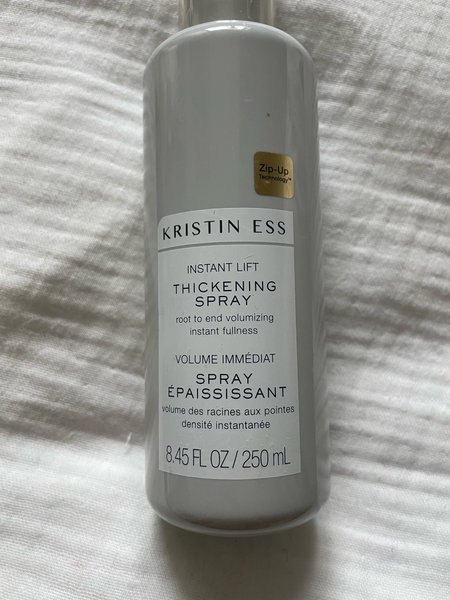 Zip-Up
Technology™
KRISTIN ESS
INSTANT LIFT
THICKENING
SPRAY
root to end volumizing
instant fullness
VOLUME IMMÉDIAT
SPRAY
ÉPAISSISSANT
volume des racines aux pointes
densité instantanée
8.45 FL OZ / 250 mL